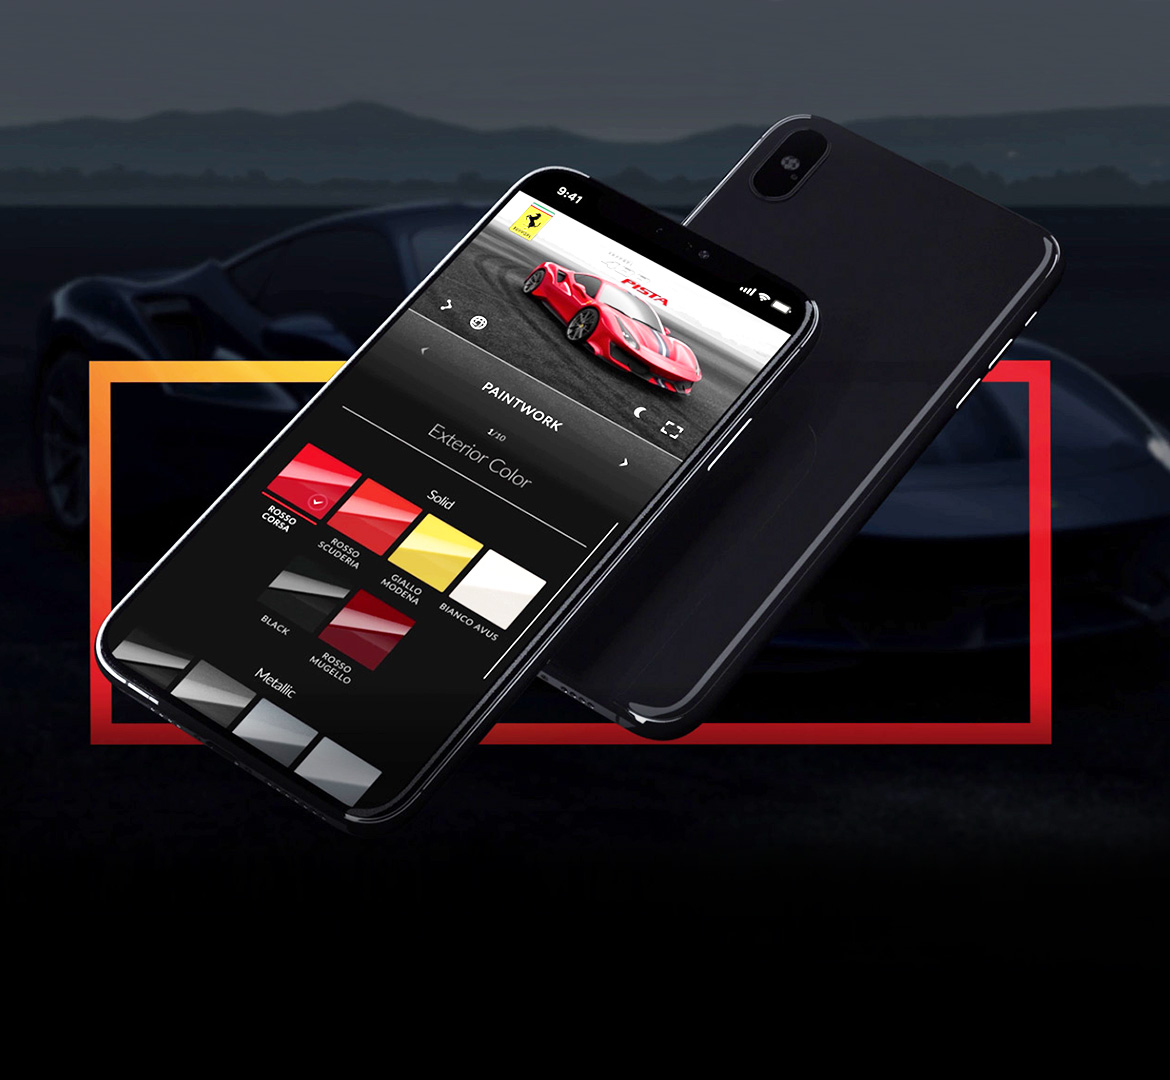 9:41
FERRARI
PISTA
PAINTWORK
1/10
Exterior Color
Solid
ROSSO
CORSA
ROSSO
SCUDERIA
GIALLO
MODENA
BIANCO AVUS
BLACK
ROSSO
MUGELLO
Metallic